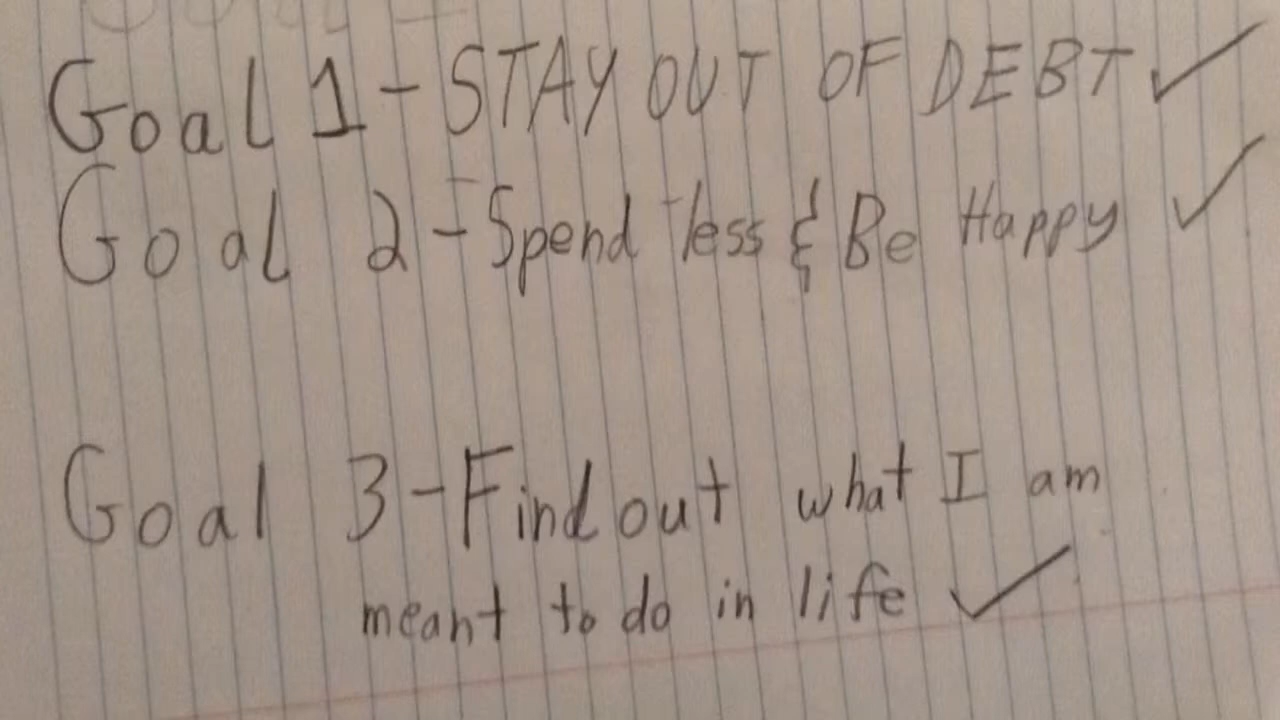 Goal 1 - STAY OUT OF DEBT ✓
Goal 2 - Spend less & Be Happy ✓
Goal 3 - Find out what I am
meant to do in life ✓